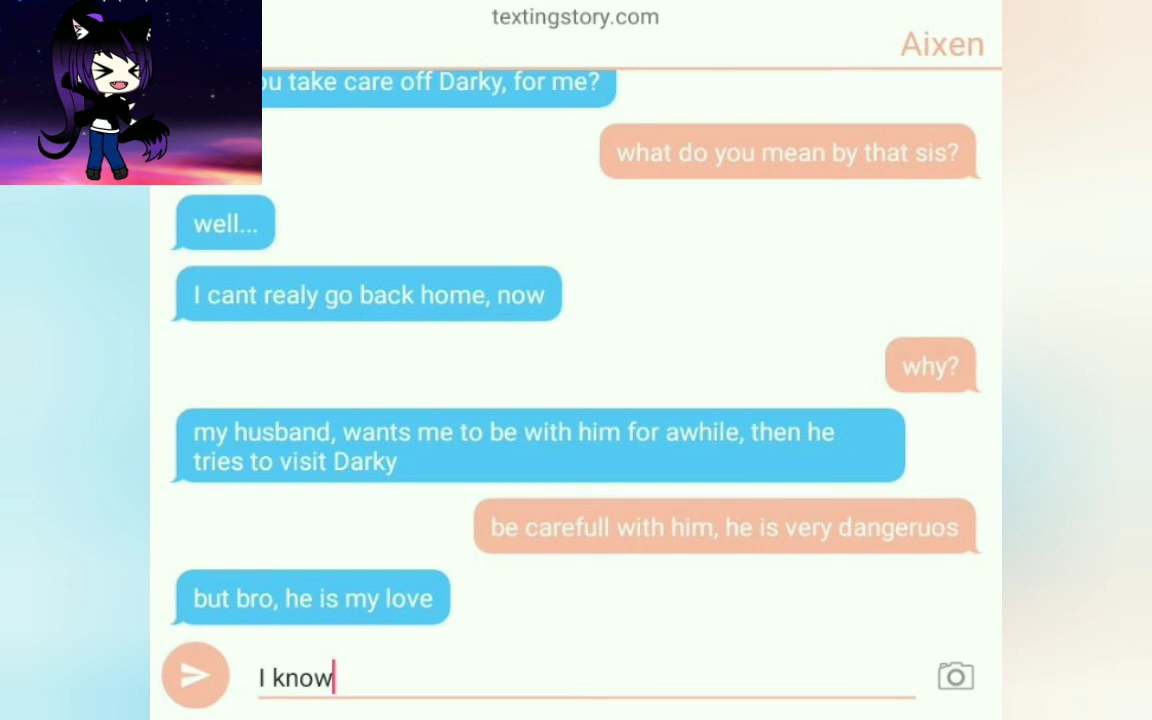 textingstory.com
Aixen
ou take care off Darky, for me?
what do you mean by that sis?
well...
I cant realy go back home, now
why?
my husband, wants me to be with him for awhile, then he
tries to visit Darky
be carefull with him, he is very dangeruos
but bro, he is my love
I know